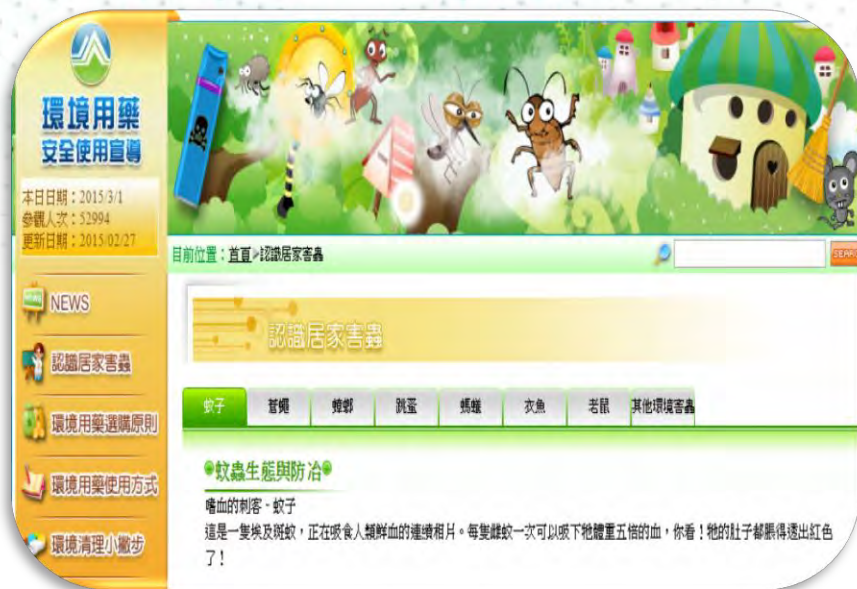 環境用藥
安全使用宣導
本日日期：2015/3/1
參觀人次：52994
更新日期：2015/02/27
NEWS
認識居家害蟲
環境用藥選購原則
環境用藥使用方式
環境清理小撇步
目前位置：首頁>認識居家害蟲
認識居家害蟲
蚊子 蒼蠅 蟑螂 跳蚤 螞蟻 衣魚 老鼠 其他環境害蟲
蚊蟲生態與防治
嗜血的刺客 - 蚊子
這是一隻埃及斑蚊，正在吸食人類鮮血的連續相片。每隻雌蚊一次可以吸下牠體重五倍的血，你看！牠的肚子都脹得透出紅色
了！